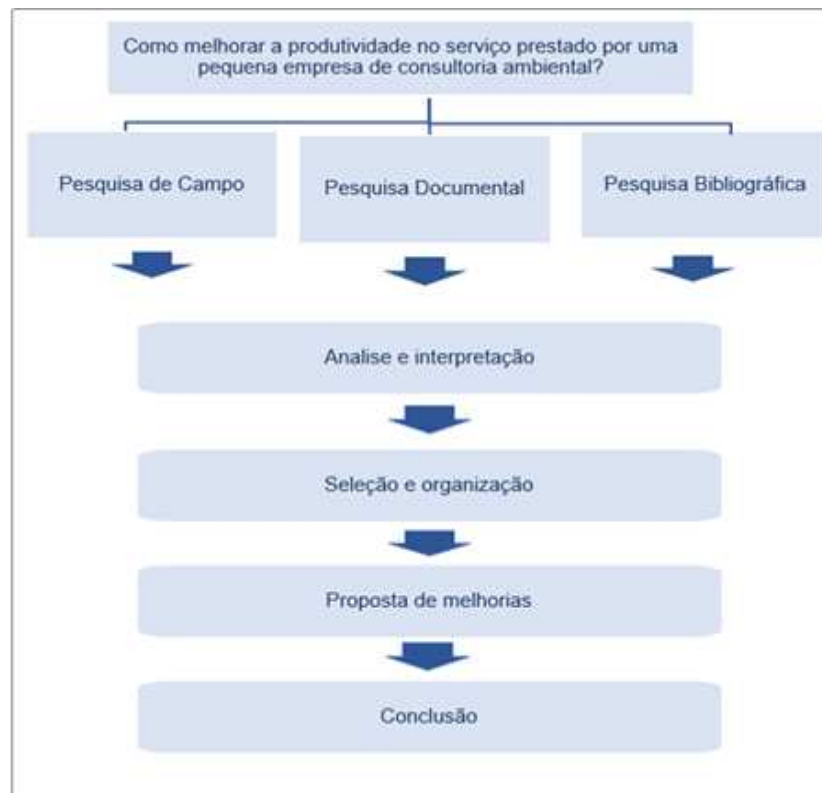 Como melhorar a produtividade no serviço prestado por uma
pequena empresa de consultoria ambiental?
Pesquisa de Campo
Pesquisa Documental
Pesquisa Bibliográfica
Analise e interpretação
Seleção e organização
Proposta de melhorias
Conclusão